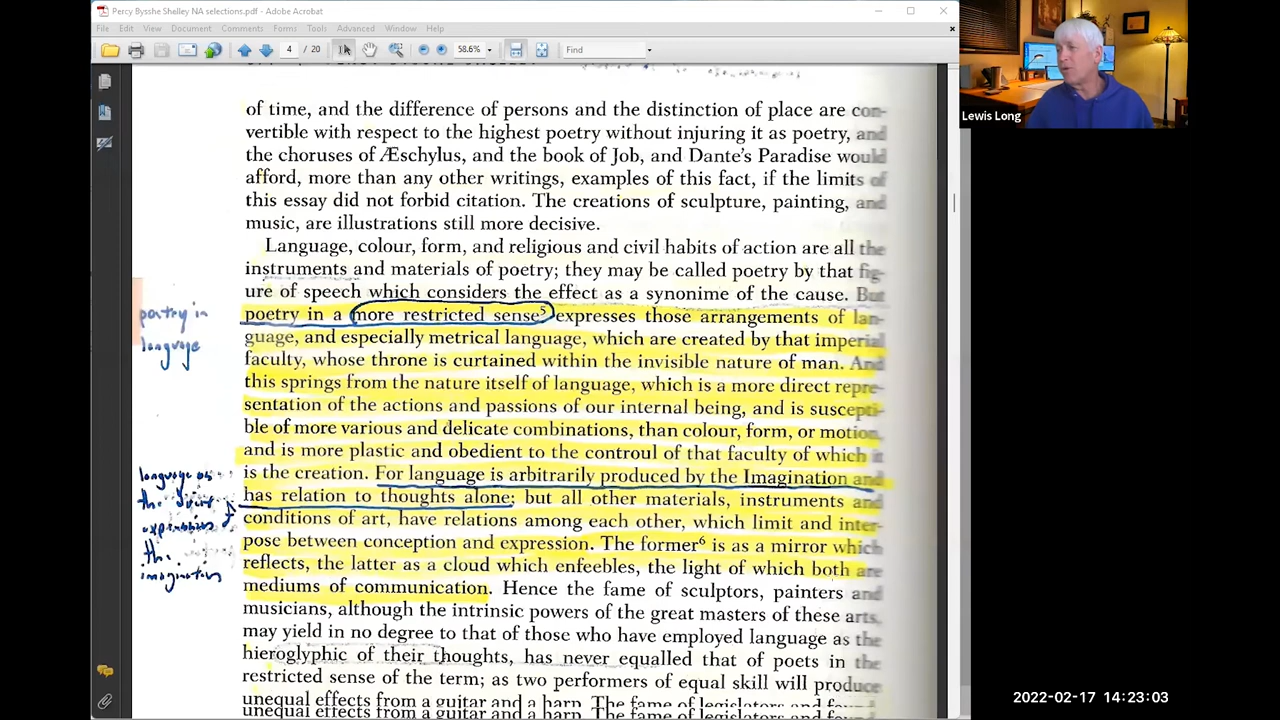 Percy Bysshe Shelley NA selections.pdf - Adobe Acrobat
File Edit View Document Comments Forms Tools Advanced Window Help
4 / 20 58.6% Find
Lewis Long
of time, and the difference of persons and the distinction of place are con-
vertible with respect to the highest poetry without injuring it as poetry, and
the choruses of Æschylus, and the book of Job, and Dante's Paradise would
afford, more than any other writings, examples of this fact, if the limits of
this essay did not forbid citation. The creations of sculpture, painting, and
music, are illustrations still more decisive.
Language, colour, form, and religious and civil habits of action are all the
instruments and materials of poetry; they may be called poetry by that fig-
ure of speech which considers the effect as a synonime of the cause. But
poetry in a more restricted sense⁵ expresses those arrangements of lan-
guage, and especially metrical language, which are created by that imperial
faculty, whose throne is curtained within the invisible nature of man. And
this springs from the nature itself of language, which is a more direct repre-
sentation of the actions and passions of our internal being, and is suscepti-
ble of more various and delicate combinations, than colour, form, or motion,
and is more plastic and obedient to the controul of that faculty of which it
is the creation. For language is arbitrarily produced by the Imagination and
has relation to thoughts alone; but all other materials, instruments and
conditions of art, have relations among each other, which limit and inter-
pose between conception and expression. The former⁶ is as a mirror which
reflects, the latter as a cloud which enfeebles, the light of which both are
mediums of communication. Hence the fame of sculptors, painters and
musicians, although the intrinsic powers of the great masters of these arts,
may yield in no degree to that of those who have employed language as the
hieroglyphic of their thoughts, has never equalled that of poets in the
restricted sense of the term; as two performers of equal skill will produce
unequal effects from a guitar and a harp. The fame of legislators and
poetry in
language
language as
the direct
expression of
the
imagination
2022-02-17 14:23:03